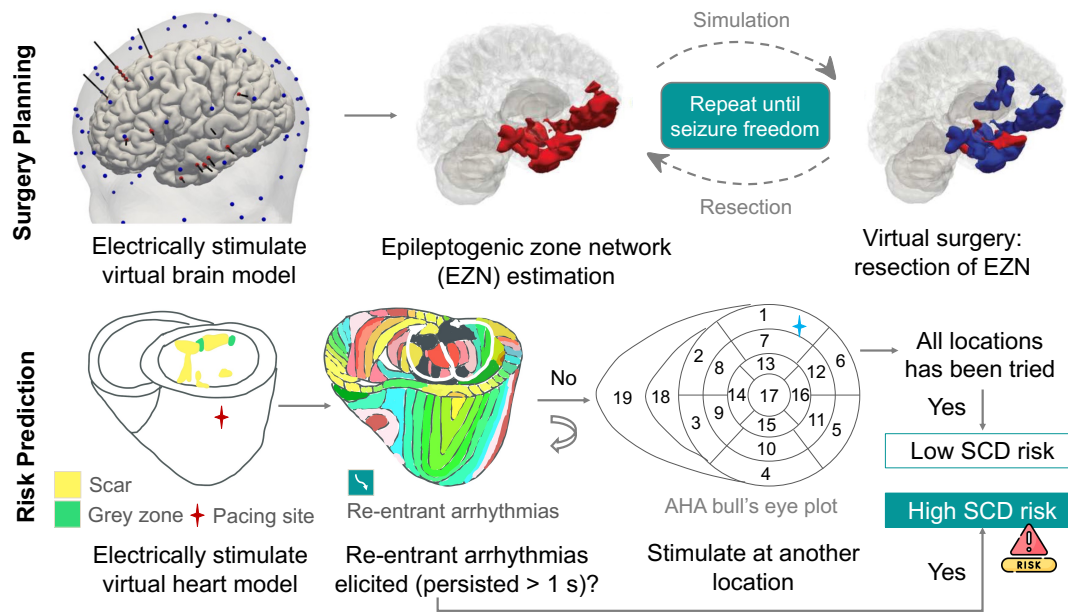 Surgery Planning
Simulation
Repeat until
seizure freedom
Resection
Electrically stimulate
virtual brain model
Epileptogenic zone network
(EZN) estimation
Virtual surgery:
resection of EZN
Risk Prediction
Scar
Grey zone
Pacing site
Electrically stimulate
virtual heart model
Re-entrant arrhythmias
Re-entrant arrhythmias
elicited (persisted > 1 s)?
No
1
7
2
6
8
13
12
19
18
14
17
16
3
9
11
5
15
10
4
AHA bull's eye plot
Stimulate at another
location
All locations
has been tried
Yes
Low SCD risk
High SCD risk
Yes
RISK